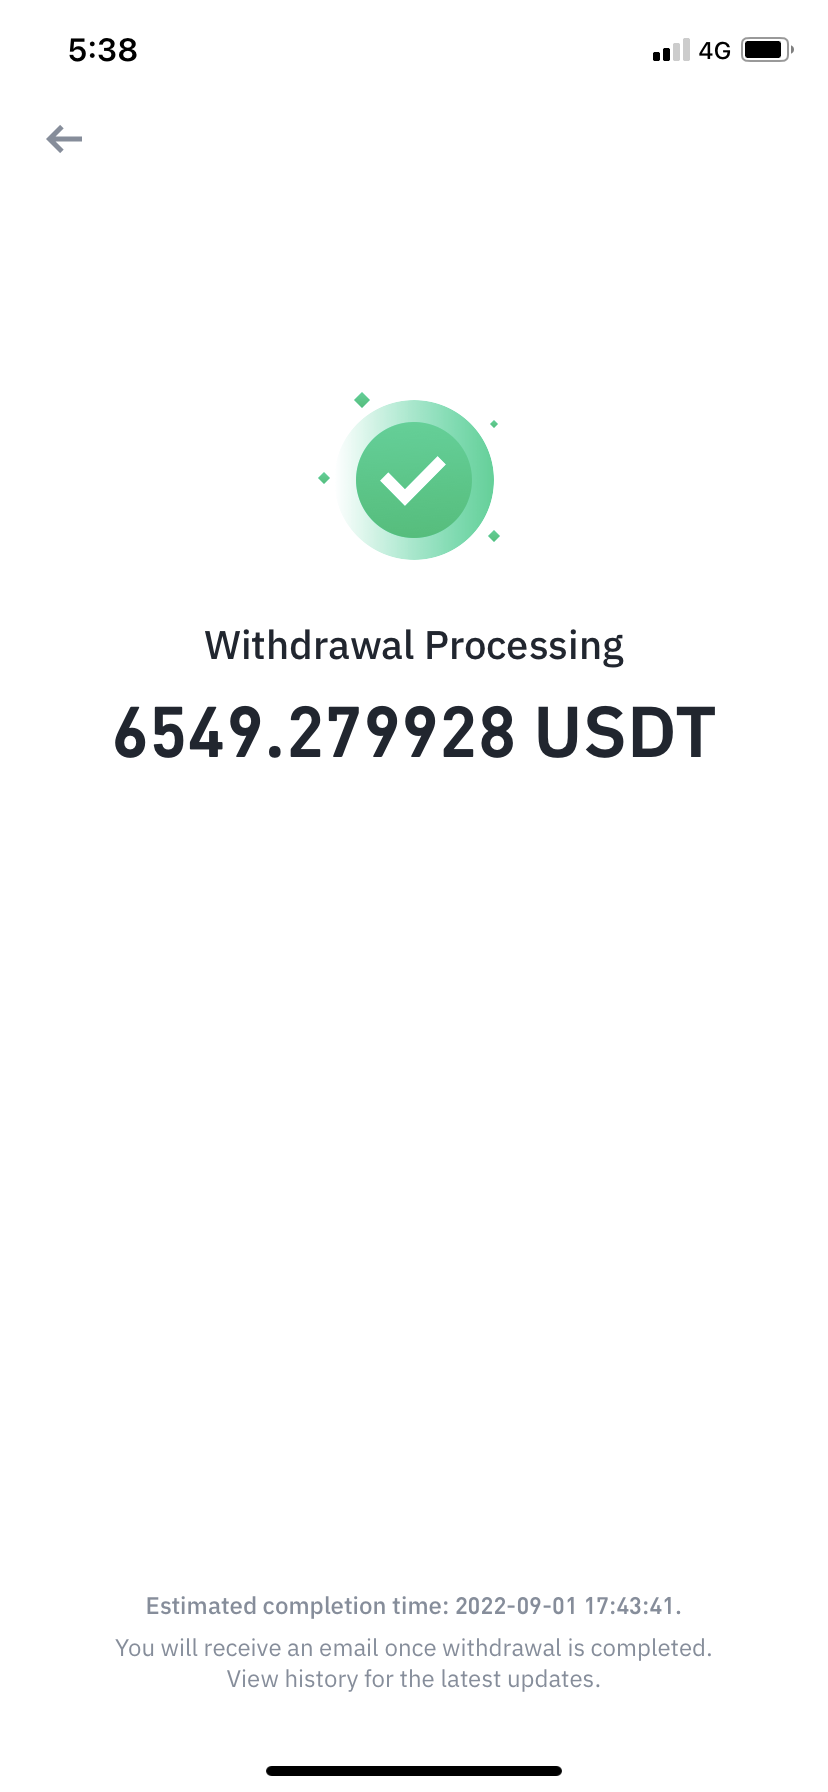 5:38
4G
Withdrawal Processing
6549.279928 USDT
Estimated completion time: 2022-09-01 17:43:41.
You will receive an email once withdrawal is completed.
View history for the latest updates.